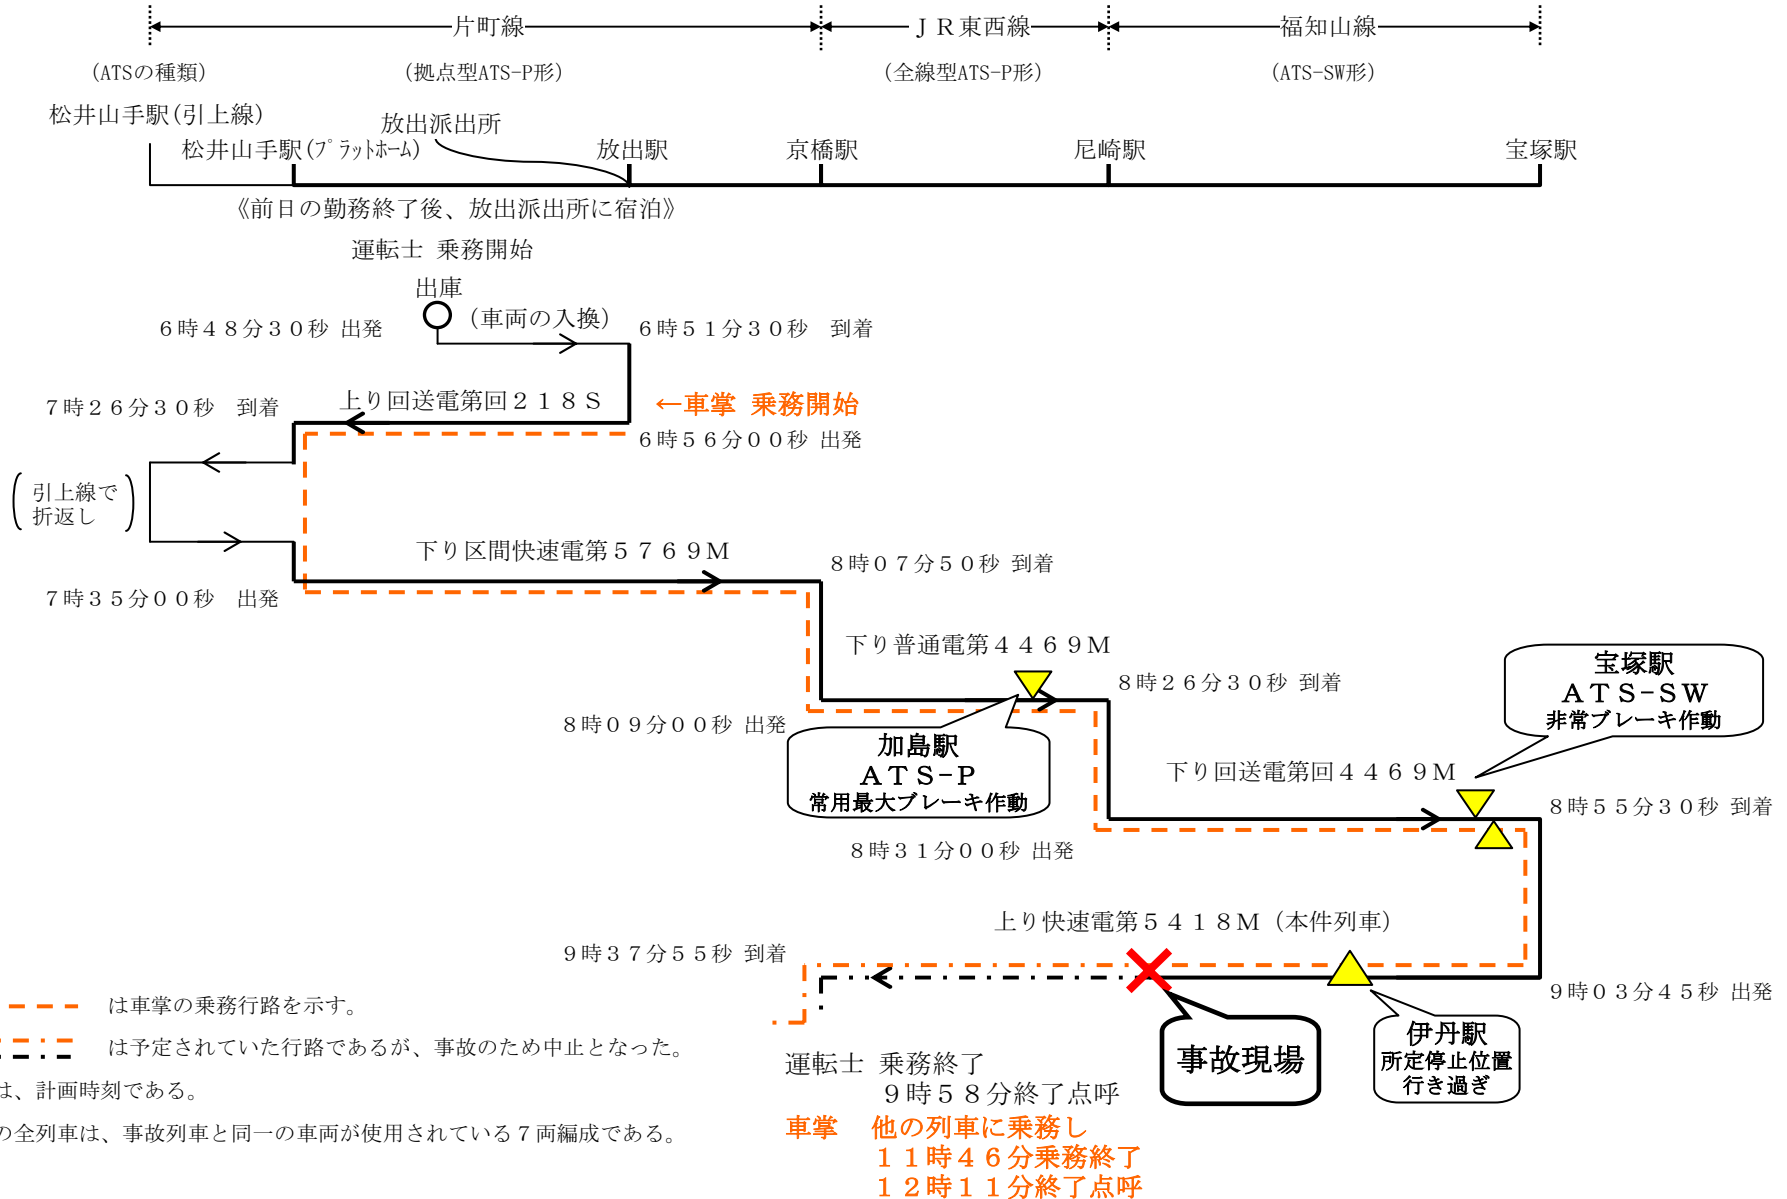 片町線
ＪＲ東西線
福知山線
(ATSの種類)
(拠点型ATS-P形)
(全線型ATS-P形)
(ATS-SW形)
松井山手駅(引上線)
放出派出所
松井山手駅(プラットホーム)
放出駅
京橋駅
尼崎駅
宝塚駅
《前日の勤務終了後、放出派出所に宿泊》
運転士 乗務開始
出庫
(車両の入換)
６時４８分３０秒 出発
６時５１分３０秒 到着
上り回送電第回２１８Ｓ
←車掌 乗務開始
７時２６分３０秒 到着
６時５６分００秒 出発
引上線で
折返し
下り区間快速電第５７６９Ｍ
８時０７分５０秒 到着
７時３５分００秒 出発
下り普通電第４４６９Ｍ
８時２６分３０秒 到着
８時０９分００秒 出発
宝塚駅
ＡＴＳ−ＳＷ
非常ブレーキ作動
加島駅
ＡＴＳ−Ｐ
常用最大ブレーキ作動
下り回送電第回４４６９Ｍ
８時５５分３０秒 到着
８時３１分００秒 出発
上り快速電第５４１８Ｍ（本件列車）
９時３７分５５秒 到着
９時０３分４５秒 出発
は車掌の乗務行路を示す。
は予定されていた行路であるが、事故のため中止となった。
は、計画時刻である。
の全列車は、事故列車と同一の車両が使用されている７両編成である。
事故現場
伊丹駅
所定停止位置
行き過ぎ
運転士 乗務終了
９時５８分終了点呼
車掌 他の列車に乗務し
１１時４６分乗務終了
１２時１１分終了点呼